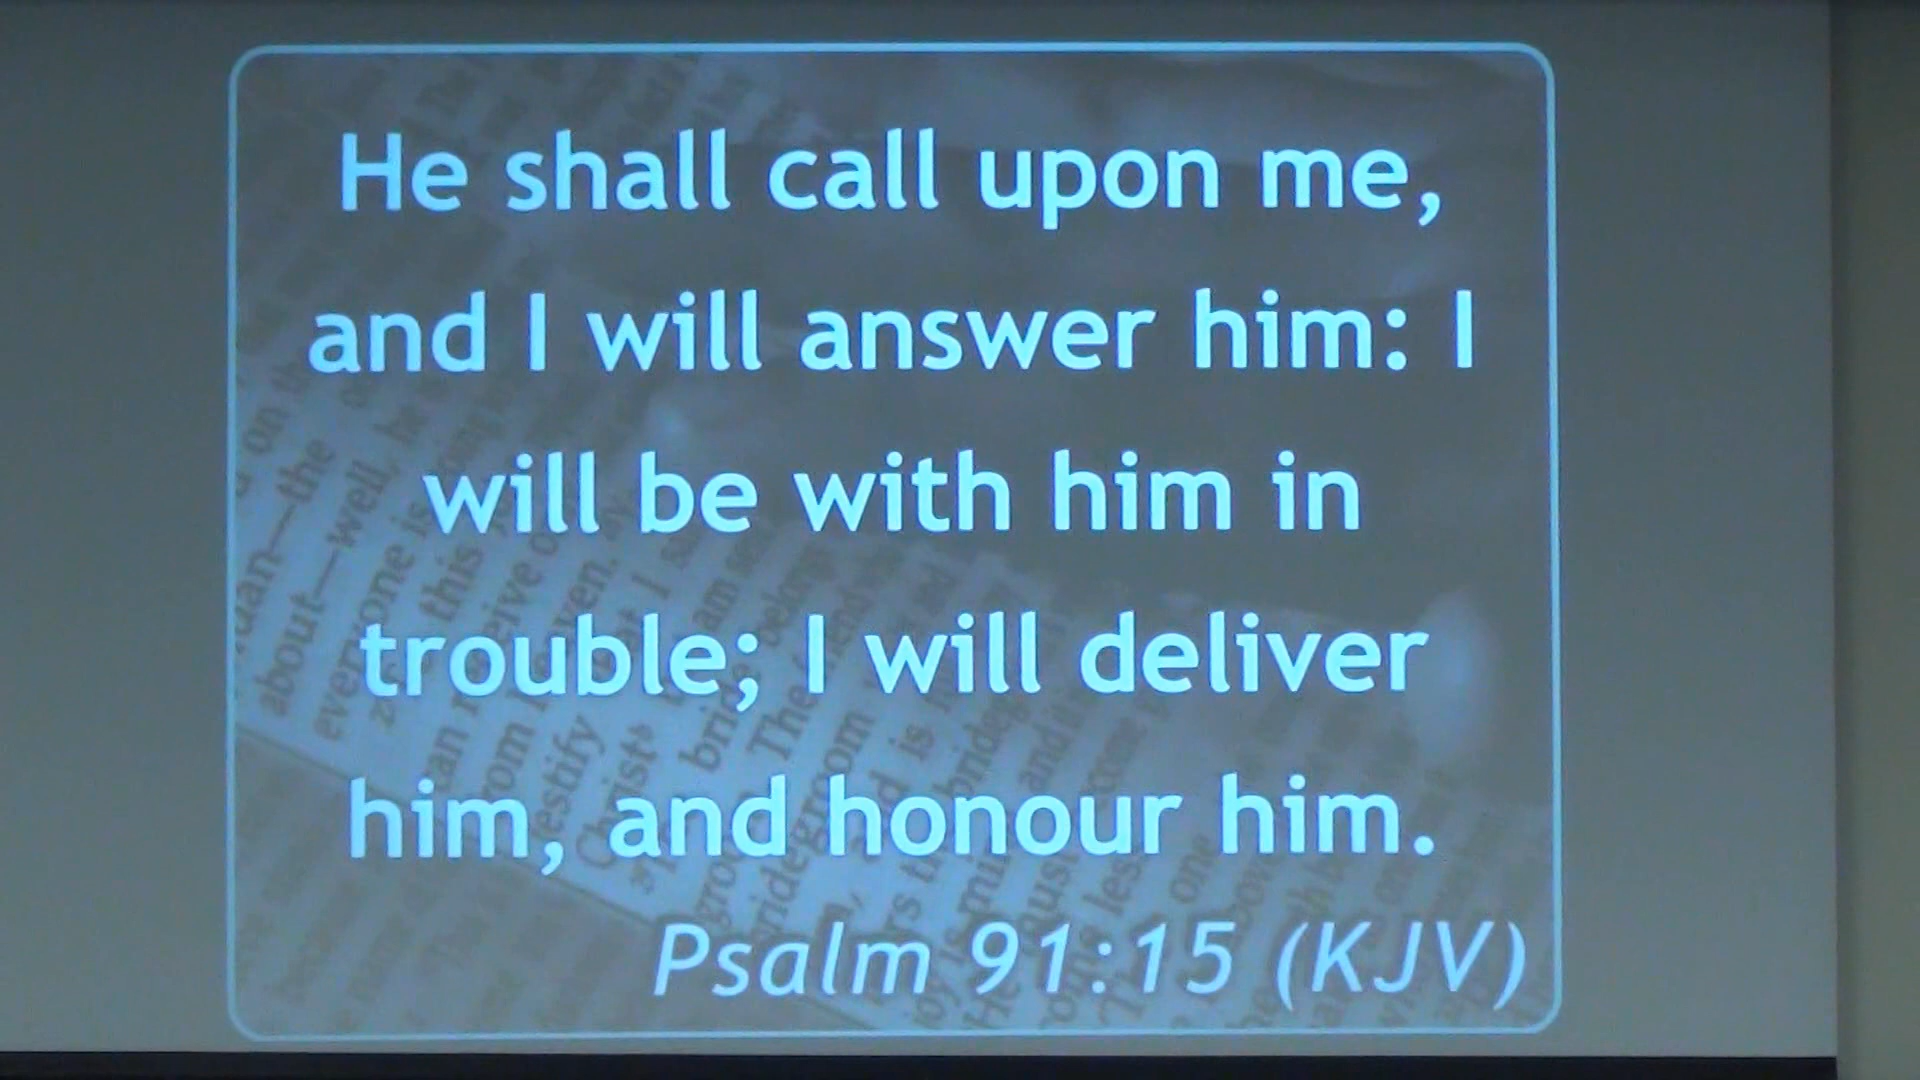 He shall call upon me,
and I will answer him: I
will be with him in
trouble; I will deliver
him, and honour him.
Psalm 91:15 (KJV)